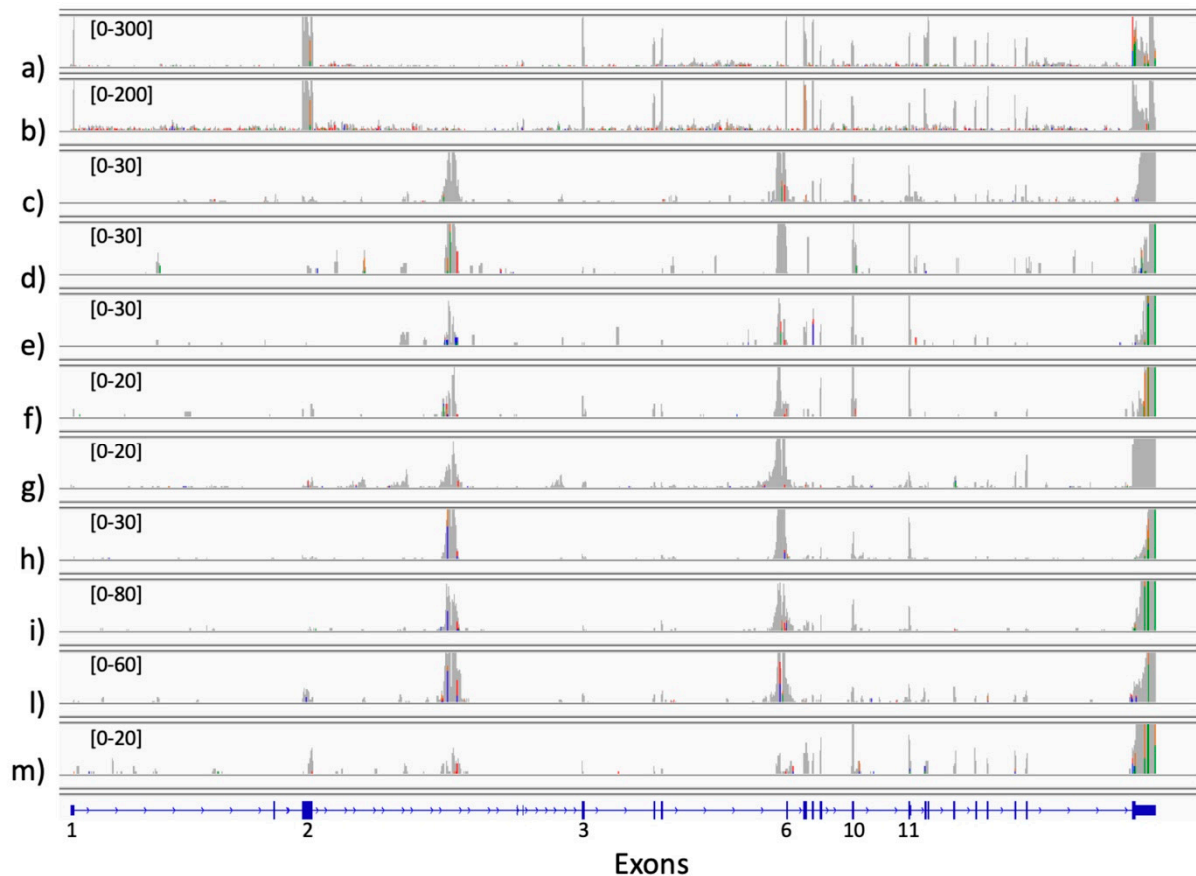 [0-300]
a)
[0-200]
b)
[0-30]
c)
[0-30]
d)
[0-30]
e)
[0-20]
f)
[0-20]
g)
[0-30]
h)
[0-80]
i)
[0-60]
l)
[0-20]
m)
1 2 3 6 10 11
Exons